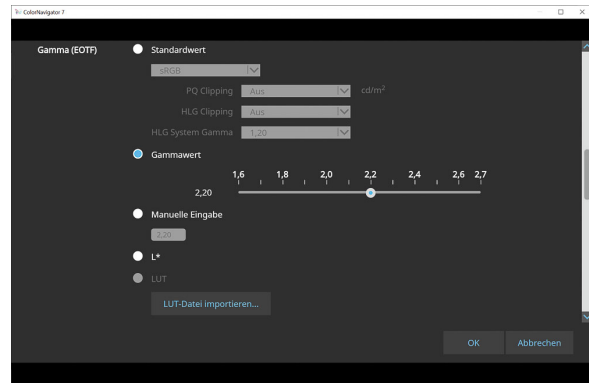 ColorNavigator 7
Gamma (EOTF)
Standardwert
sRGB
PQ Clipping Aus cd/m²
HLG Clipping Aus
HLG System Gamma 1,20
Gammawert
1,6 1,8 2,0 2,2 2,4 2,6 2,7
2,20
Manuelle Eingabe
2,20
L*
LUT
LUT-Datei importieren...
OK Abbrechen